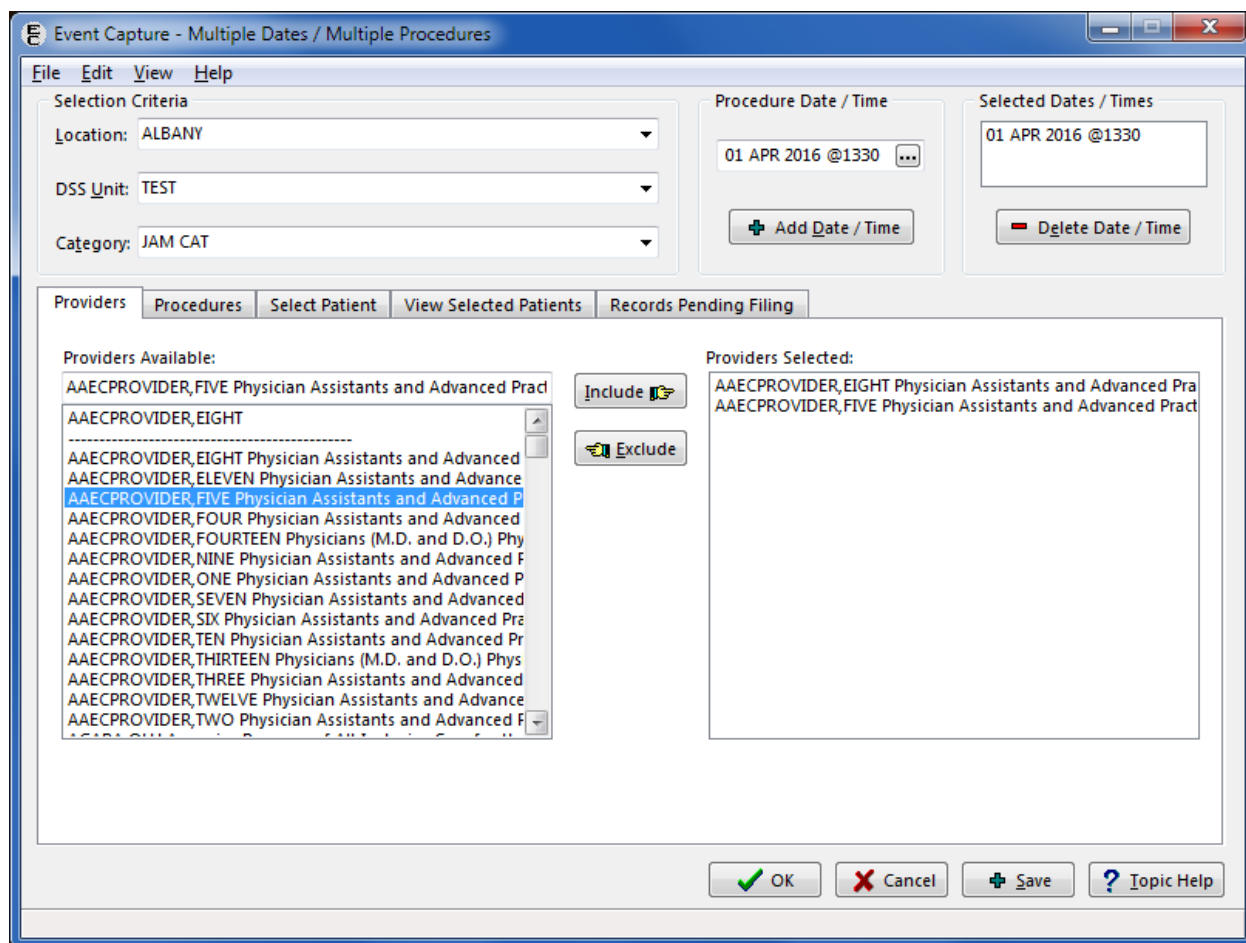 Event Capture - Multiple Dates / Multiple Procedures
File Edit View Help
Selection Criteria
Location: ALBANY
DSS Unit: TEST
Category: JAM CAT
Procedure Date / Time
01 APR 2016 @1330 ...
Add Date / Time
Selected Dates / Times
01 APR 2016 @1330
Delete Date / Time
Providers Procedures Select Patient View Selected Patients Records Pending Filing
Providers Available:
AAECPROVIDER,FIVE Physician Assistants and Advanced Pract
AAECPROVIDER,EIGHT
----------------------------------------------
AAECPROVIDER,EIGHT Physician Assistants and Advanced
AAECPROVIDER,ELEVEN Physician Assistants and Advance
AAECPROVIDER,FIVE Physician Assistants and Advanced P
AAECPROVIDER,FOUR Physician Assistants and Advanced
AAECPROVIDER,FOURTEEN Physicians (M.D. and D.O.) Phy
AAECPROVIDER,NINE Physician Assistants and Advanced P
AAECPROVIDER,ONE Physician Assistants and Advanced P
AAECPROVIDER,SEVEN Physician Assistants and Advanced
AAECPROVIDER,SIX Physician Assistants and Advanced Pra
AAECPROVIDER,TEN Physician Assistants and Advanced Pr
AAECPROVIDER,THIRTEEN Physicians (M.D. and D.O.) Phys
AAECPROVIDER,THREE Physician Assistants and Advanced
AAECPROVIDER,TWELVE Physician Assistants and Advance
AAECPROVIDER,TWO Physician Assistants and Advanced P
Include
Exclude
Providers Selected:
AAECPROVIDER,EIGHT Physician Assistants and Advanced Pra
AAECPROVIDER,FIVE Physician Assistants and Advanced Pract
OK Cancel Save Topic Help